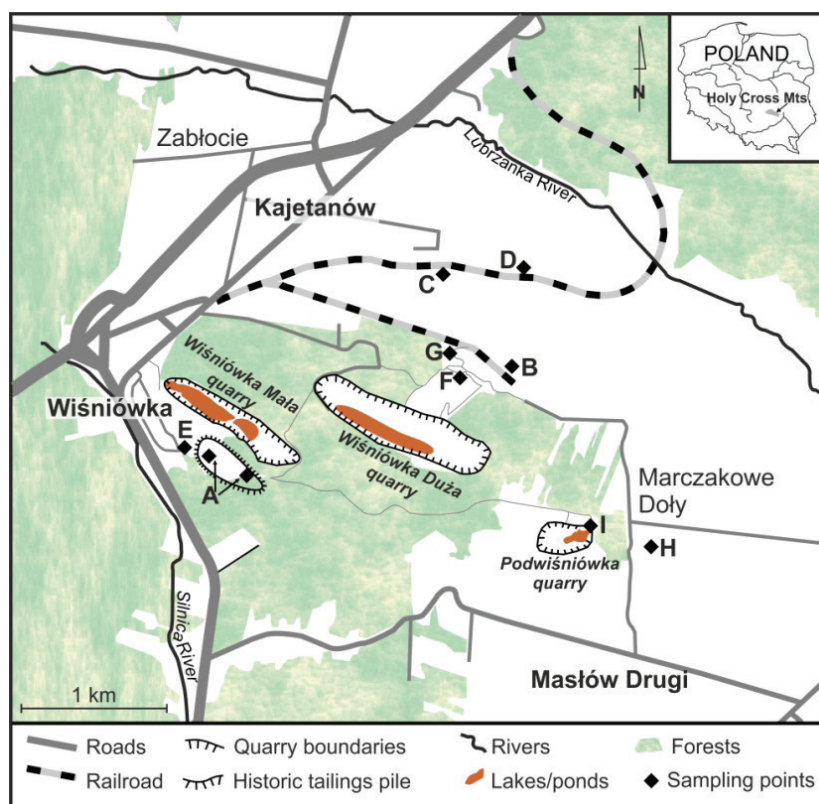 POLAND
Holy Cross Mts.
N
Zabłocie
Lubrzanka River
Kajetanów
D
C
G
B
F
Wiśniówka Mała
quarry
Wiśniówka
E
Wiśniówka Duża
quarry
A
Marczakowe
Doły
I
H
Podwiśniówka
quarry
Silnica River
Masłów Drugi
1 km
Roads
Quarry boundaries
Rivers
Forests
Railroad
Historic tailings pile
Lakes/ponds
Sampling points